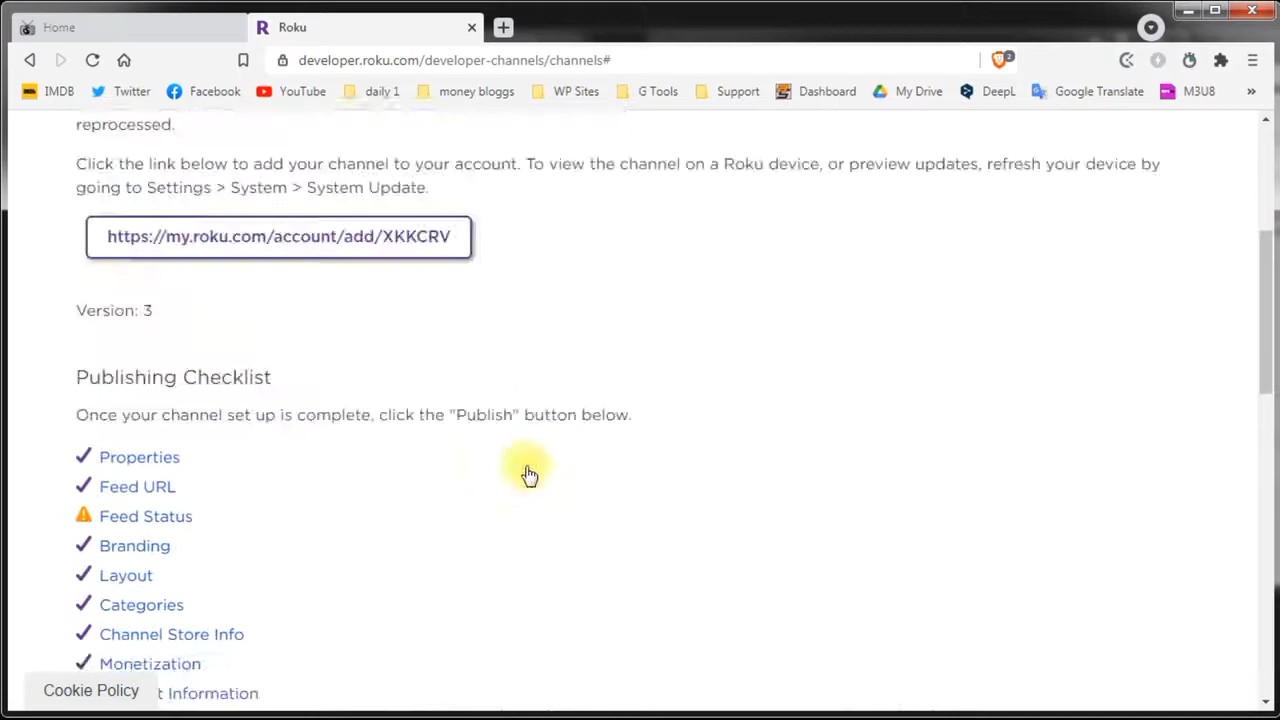 Home
Roku
developer.roku.com/developer-channels/channels#
2
IMDB Twitter Facebook YouTube daily 1 money bloggs WP Sites G Tools Support Dashboard My Drive DeepL Google Translate M3U8 »
reprocessed.
Click the link below to add your channel to your account. To view the channel on a Roku device, or preview updates, refresh your device by
going to Settings > System > System Update.
https://my.roku.com/account/add/XKKCRV
Version: 3
Publishing Checklist
Once your channel set up is complete, click the "Publish" button below.
Properties
Feed URL
Feed Status
Branding
Layout
Categories
Channel Store Info
Monetization
t Information
Cookie Policy